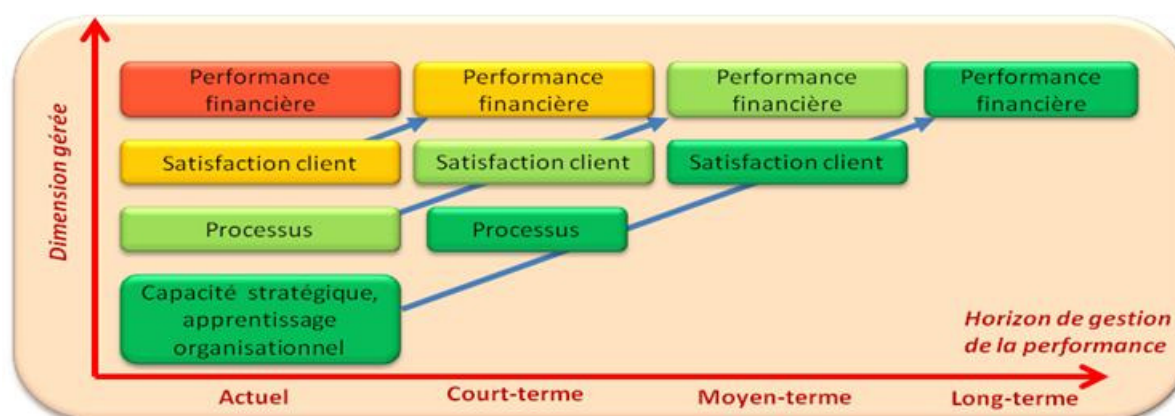 Dimension gérée
Performance
financière
Performance
financière
Performance
financière
Performance
financière
Satisfaction client
Satisfaction client
Satisfaction client
Processus
Processus
Capacité stratégique,
apprentissage
organisationnel
Horizon de gestion
de la performance
Actuel
Court-terme
Moyen-terme
Long-terme